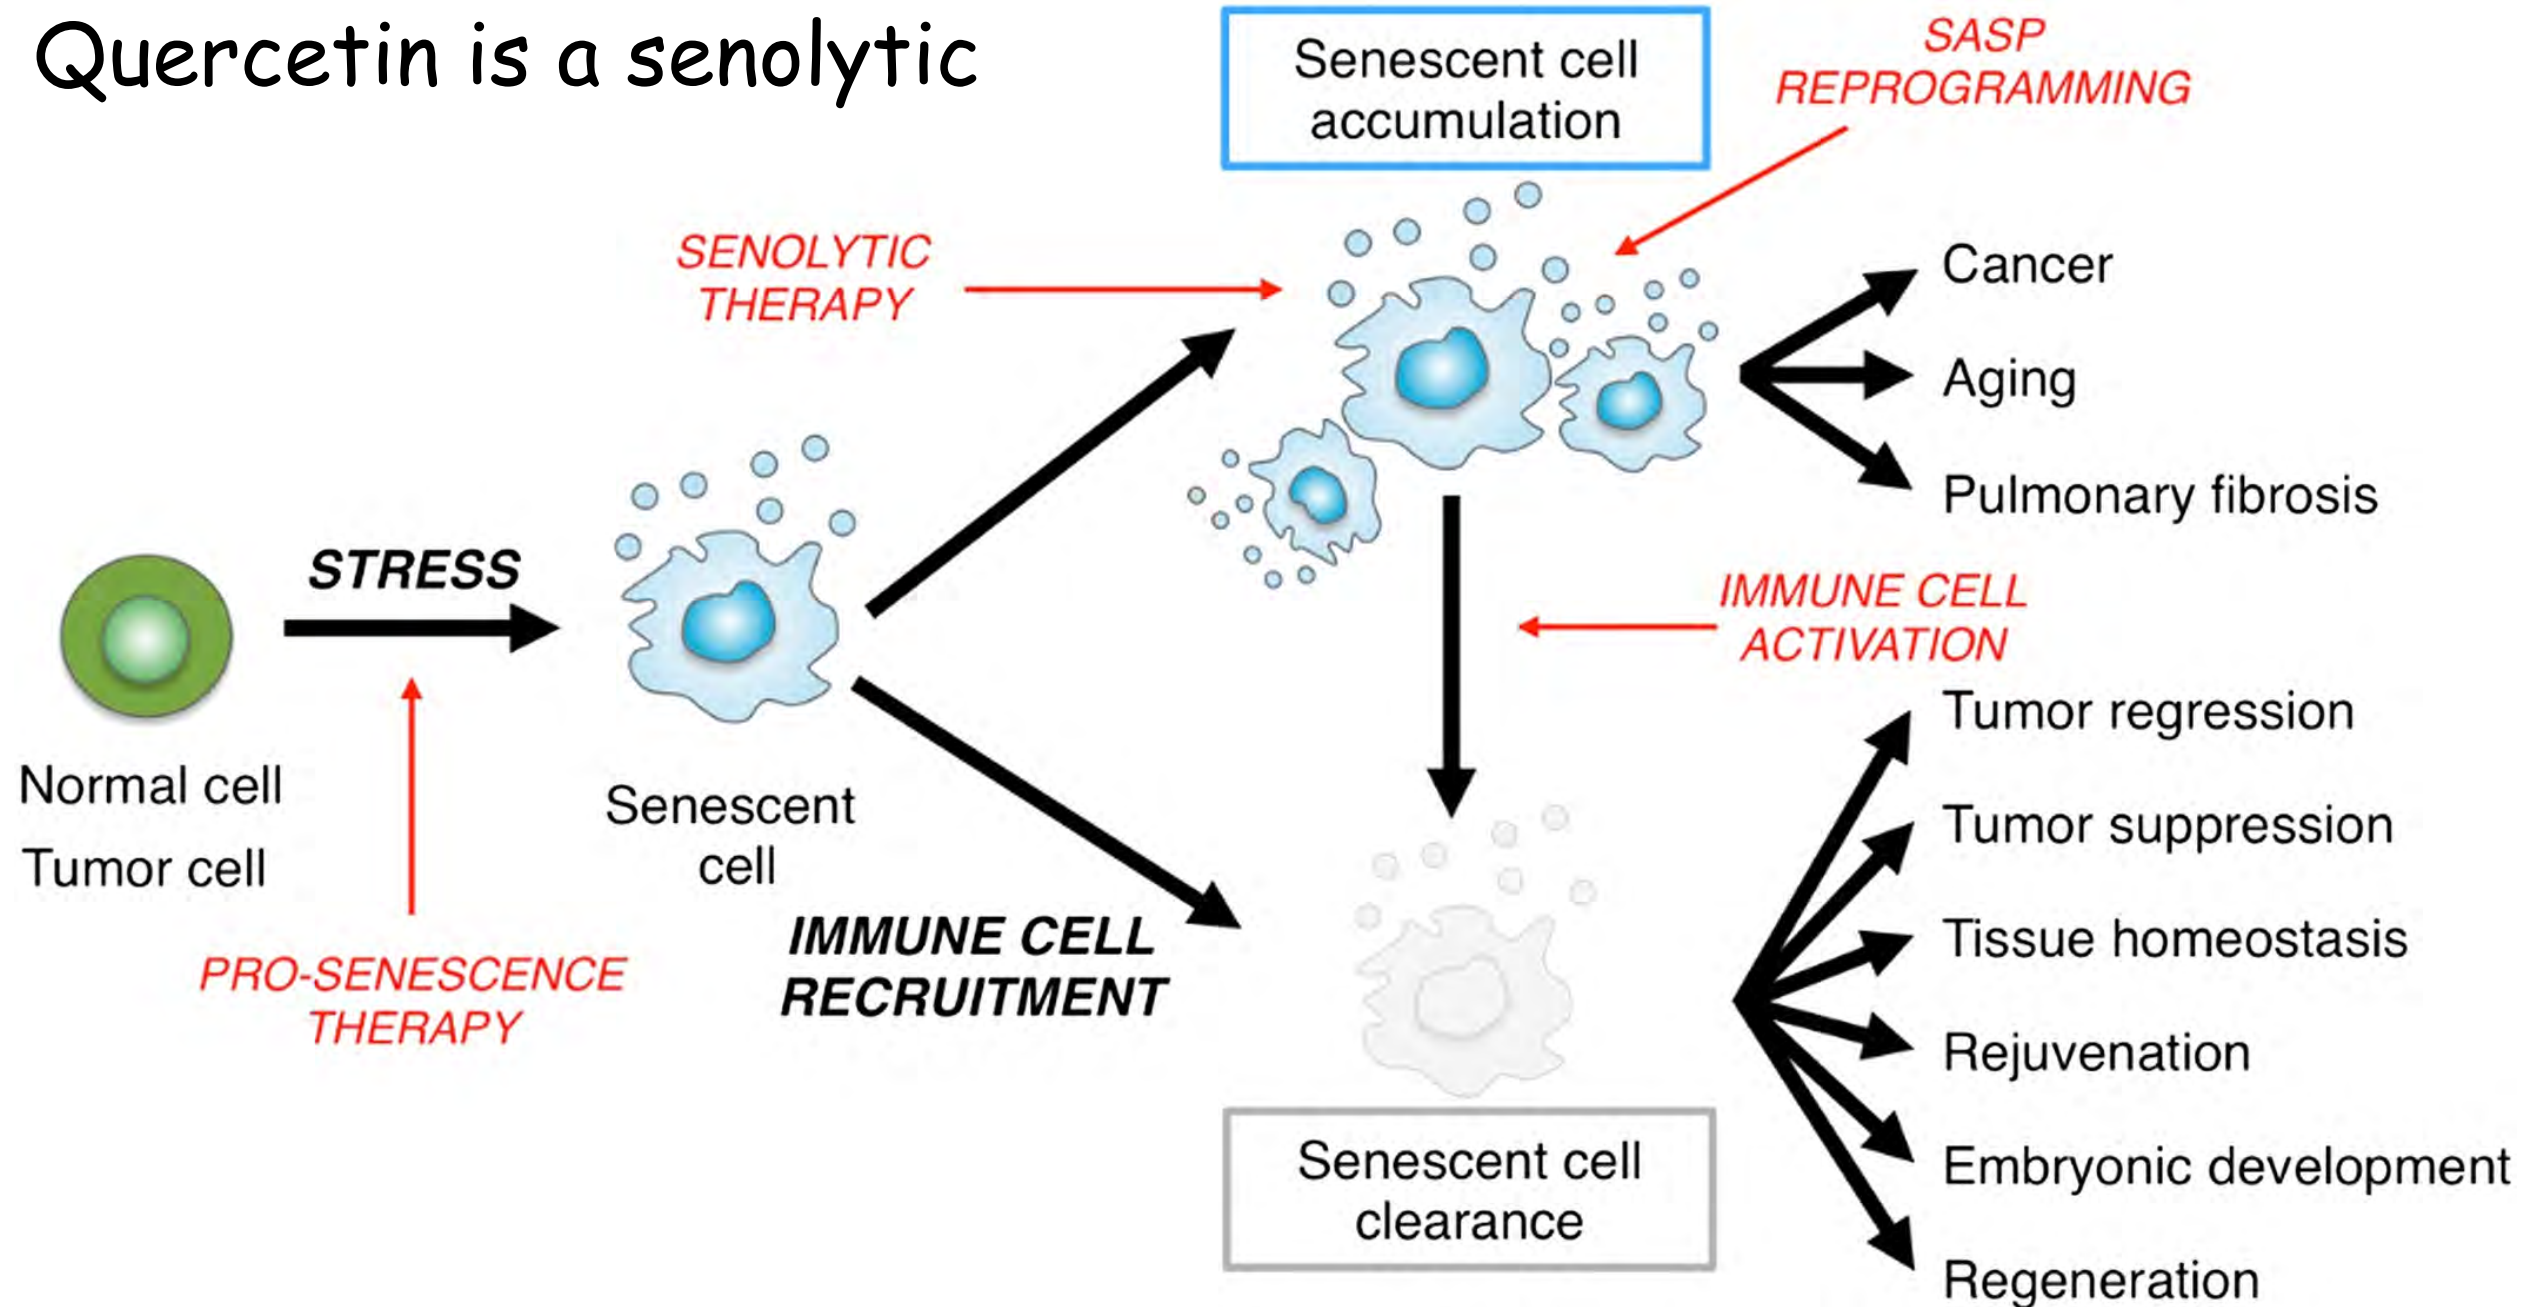 Quercetin is a senolytic
Senescent cell
accumulation
SASP
REPROGRAMMING
SENOLYTIC
THERAPY
Cancer
Aging
Pulmonary fibrosis
STRESS
Normal cell
Tumor cell
Senescent
cell
PRO-SENESCENCE
THERAPY
IMMUNE CELL
RECRUITMENT
IMMUNE CELL
ACTIVATION
Tumor regression
Tumor suppression
Tissue homeostasis
Rejuvenation
Embryonic development
Regeneration
Senescent cell
clearance